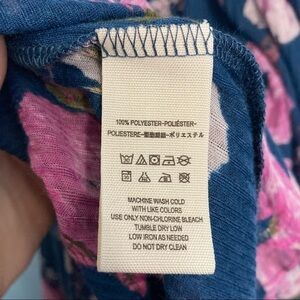 100% POLYESTER-POLIÉSTER-
POLIESTERE-聚酯纖維-ポリエステル
MACHINE WASH COLD
WITH LIKE COLORS
USE ONLY NON-CHLORINE BLEACH
TUMBLE DRY LOW
LOW IRON AS NEEDED
DO NOT DRY CLEAN